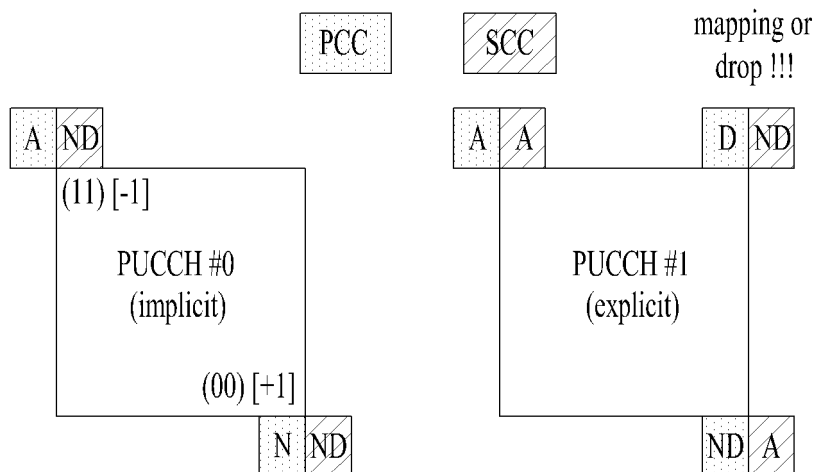 PCC
SCC
mapping or
drop !!!
A ND
A A
D ND
(11) [-1]
PUCCH #0
(implicit)
PUCCH #1
(explicit)
(00) [+1]
N ND
ND A